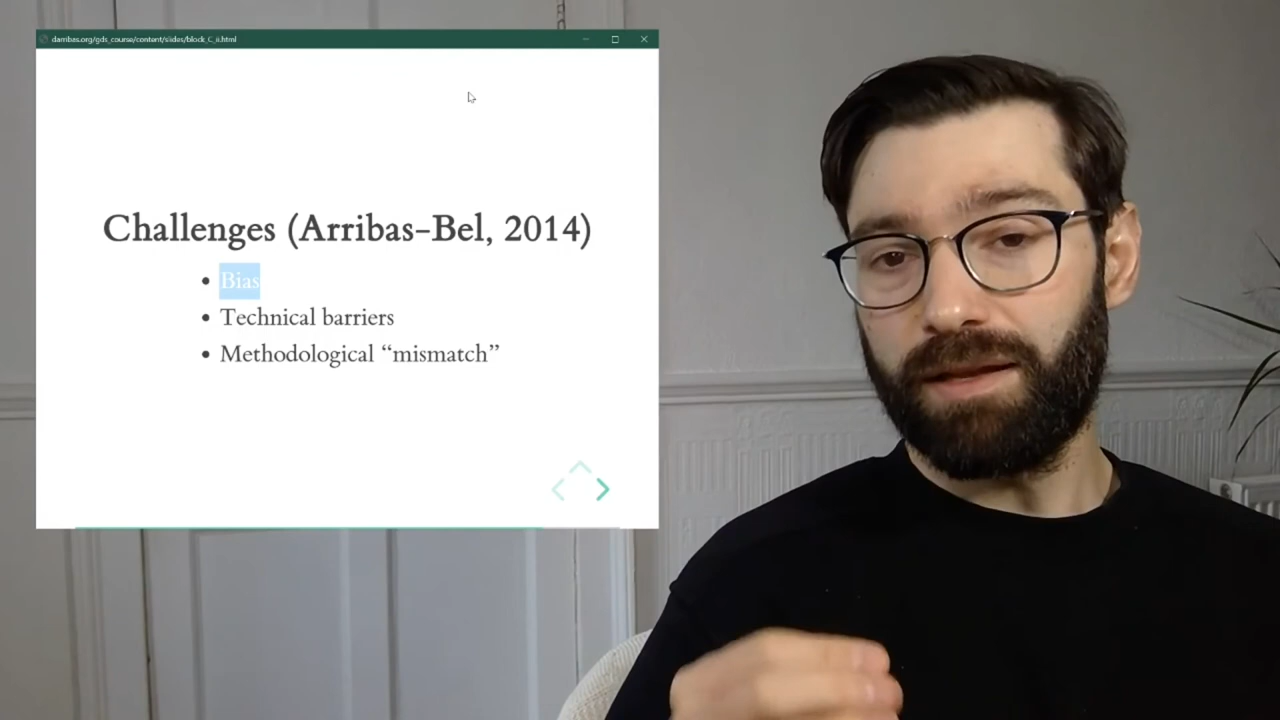 darribas.org/gds_course/content/slides/block_C_ii.html
Challenges (Arribas-Bel, 2014)
Bias
Technical barriers
Methodological “mismatch”